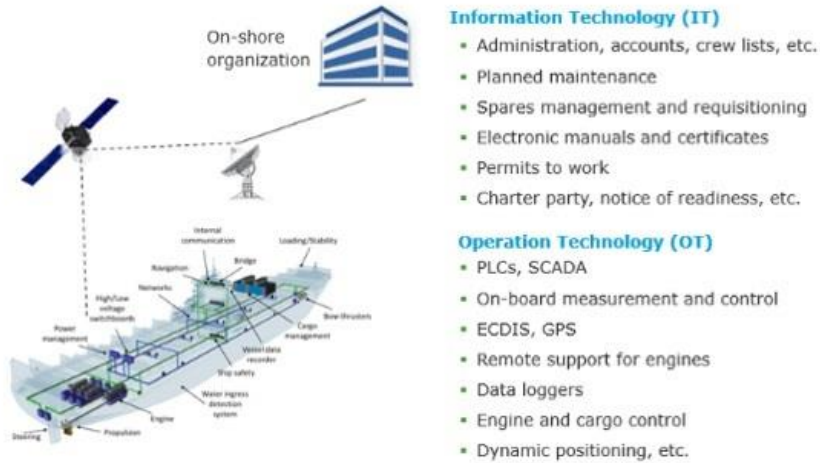 On-shore
organization
Internal
communication
Loading/Stability
Navigation
Bridge
Networks
High/Low
voltage
switchboards
Power
management
Bow thrusters
Cargo
management
Vessel data
recorder
Ship safety
Water ingress
detection
system
Engine
Propulsion
Steering
Information Technology (IT)
▪ Administration, accounts, crew lists, etc.
▪ Planned maintenance
▪ Spares management and requisitioning
▪ Electronic manuals and certificates
▪ Permits to work
▪ Charter party, notice of readiness, etc.
Operation Technology (OT)
▪ PLCs, SCADA
▪ On-board measurement and control
▪ ECDIS, GPS
▪ Remote support for engines
▪ Data loggers
▪ Engine and cargo control
▪ Dynamic positioning, etc.